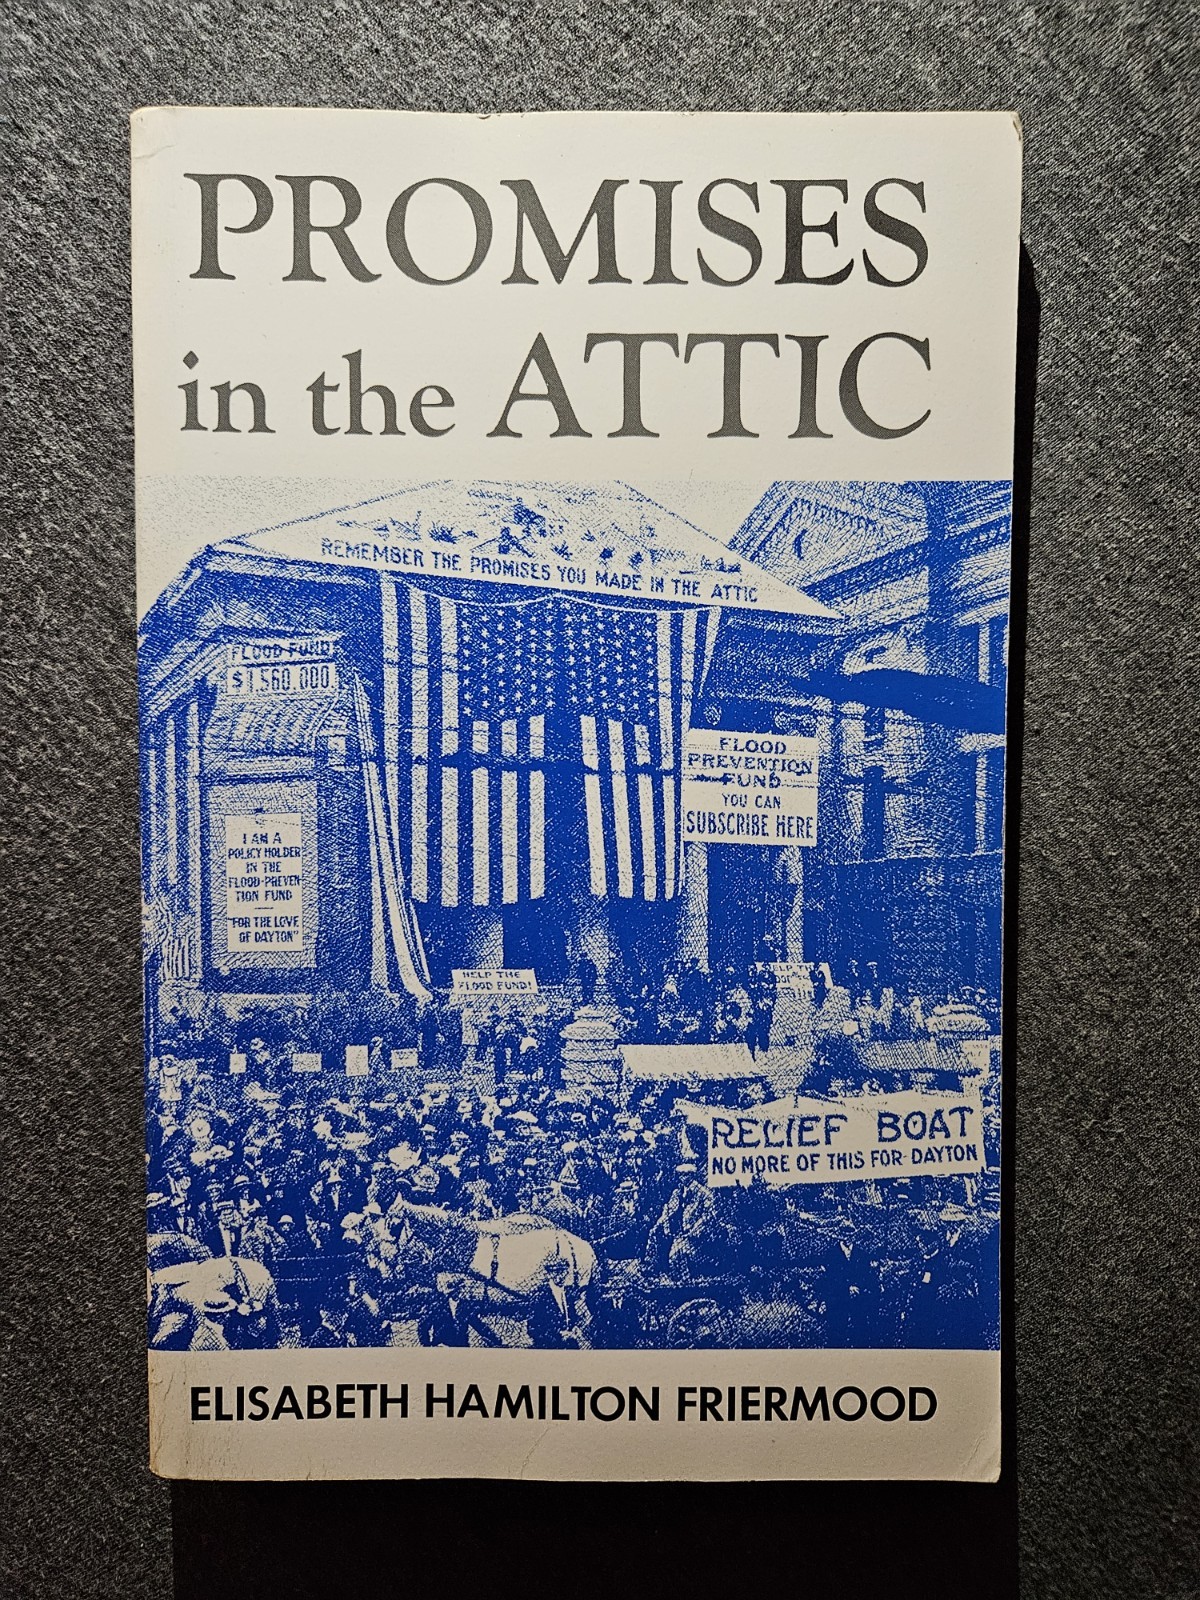 PROMISES
in the ATTIC
REMEMBER THE PROMISES YOU MADE IN THE ATTIC
FLOOD FUND
$1,560,000
FLOOD
PREVENTION
FUND
YOU CAN
SUBSCRIBE HERE
I AM A
POLICY HOLDER
IN THE
FLOOD-PREVEN
TION FUND
"FOR THE LOVE
OF DAYTON"
HELP THE
FLOOD FUND!
HELP THE
RELIEF BOAT
NO MORE OF THIS FOR-DAYTON
ELISABETH HAMILTON FRIERMOOD